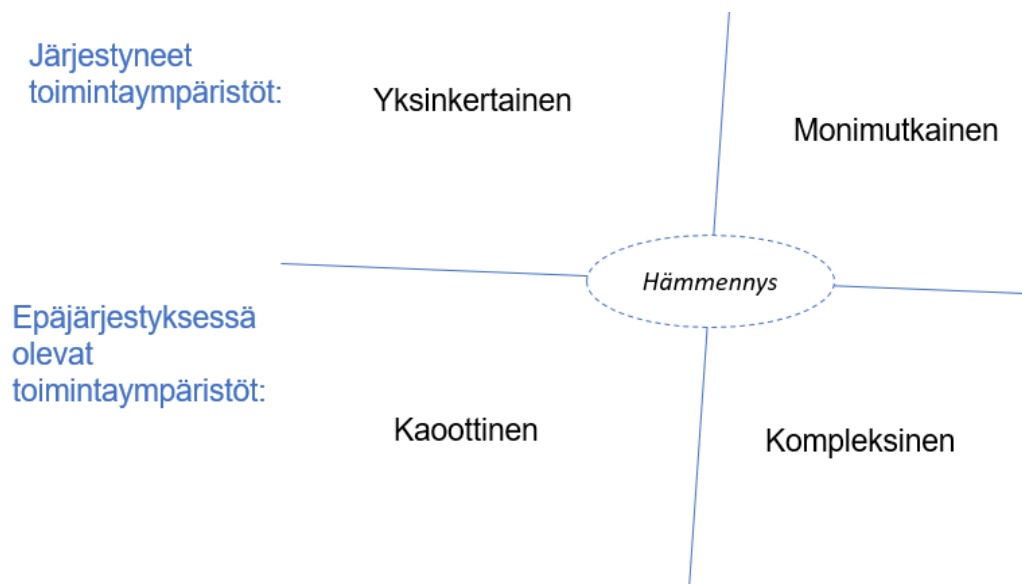 Järjestyneet
toimintaympäristöt:
Yksinkertainen
Monimutkainen
Hämmennys
Epäjärjestyksessä
olevat
toimintaympäristöt:
Kaoottinen
Kompleksinen